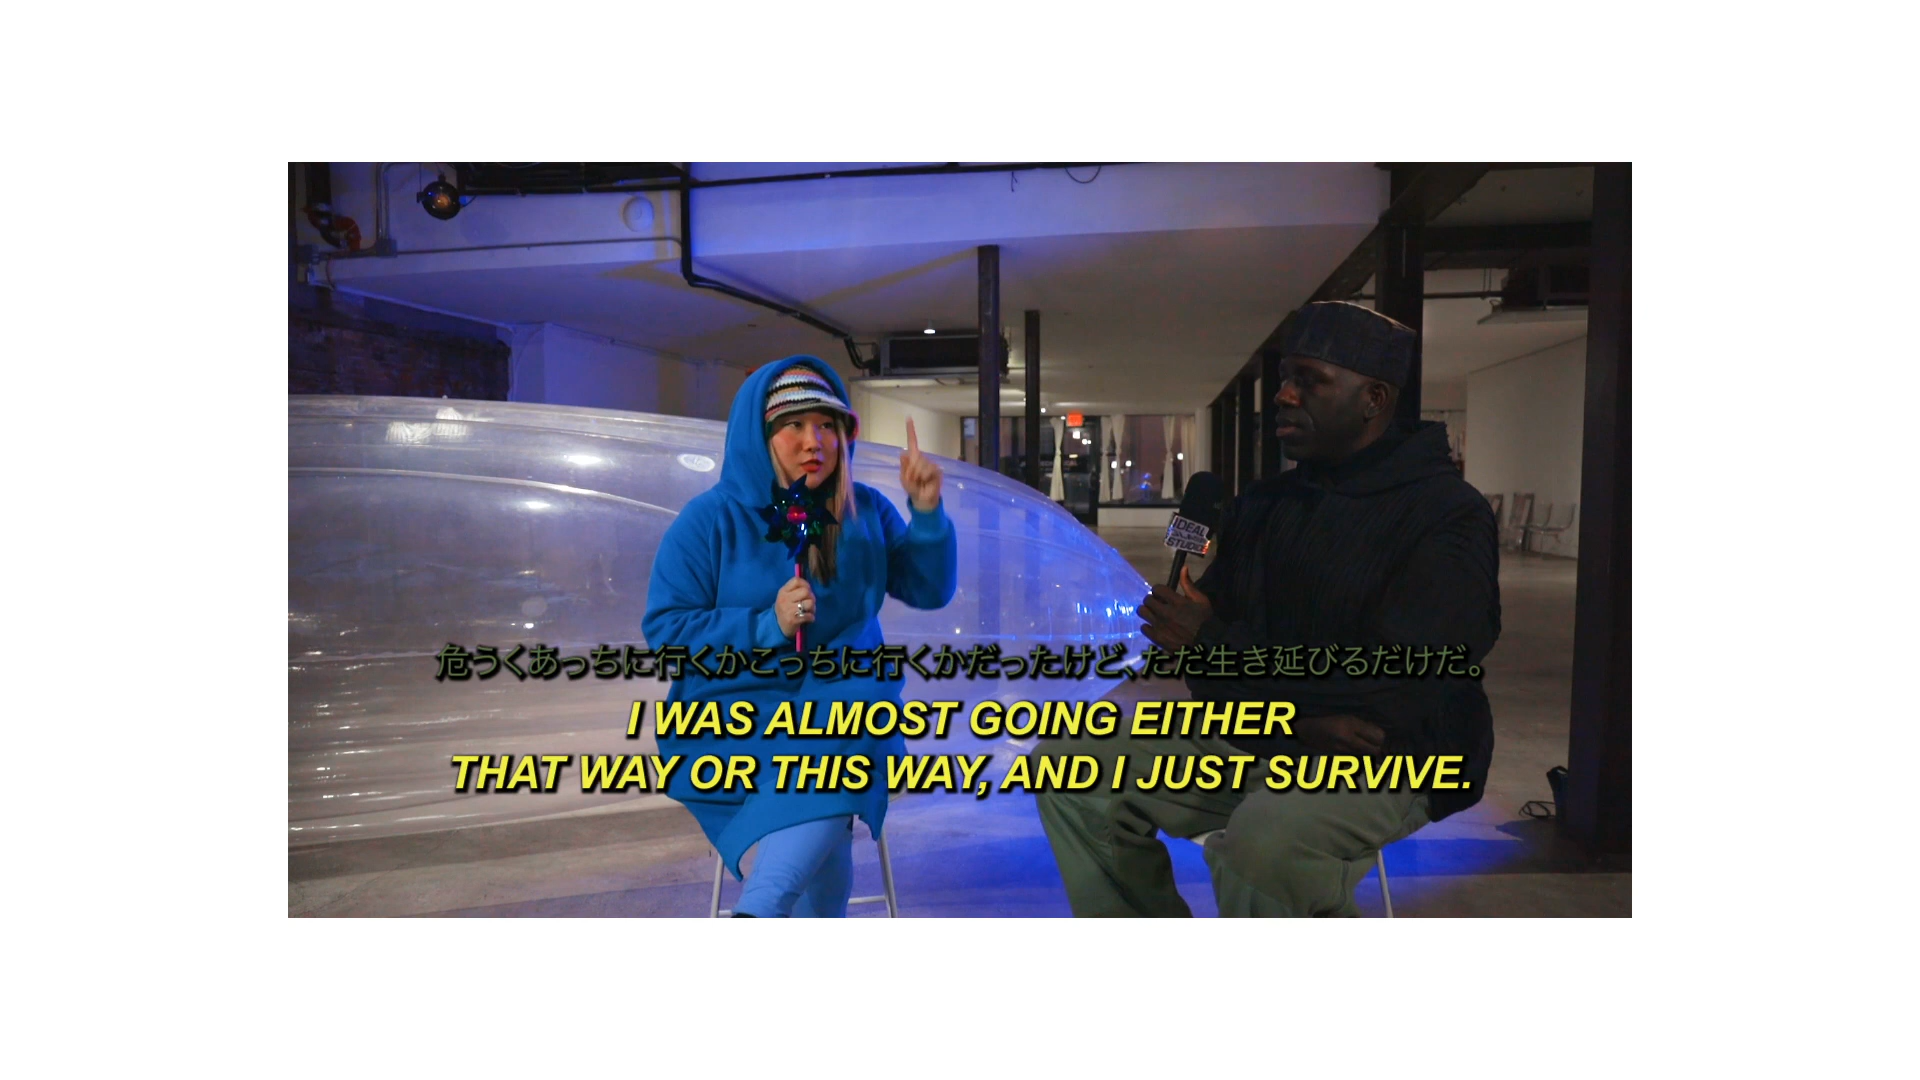 IDEAL
STUDIO
危うくあっちに行くかこっちに行くかだったけど、ただ生き延びるだけだ。
I WAS ALMOST GOING EITHER
THAT WAY OR THIS WAY, AND I JUST SURVIVE.